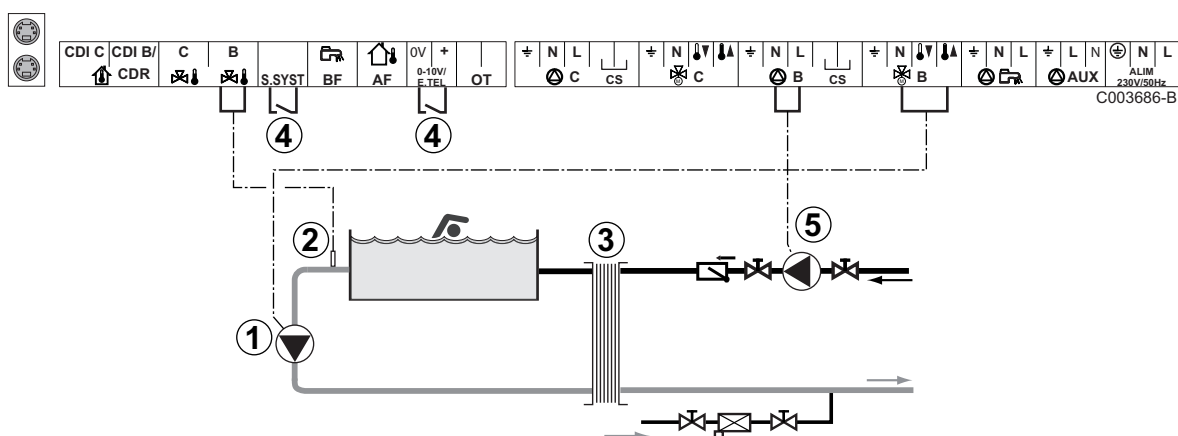 CDI C CDI B/ C B 0V + N L N N L N N L L N N L
CDR S.SYST BF AF 0-10V/ E.TEL OT C CS C B CS B AUX ALIM 230V/50Hz
C003686-B
4 4
2 3 5
1